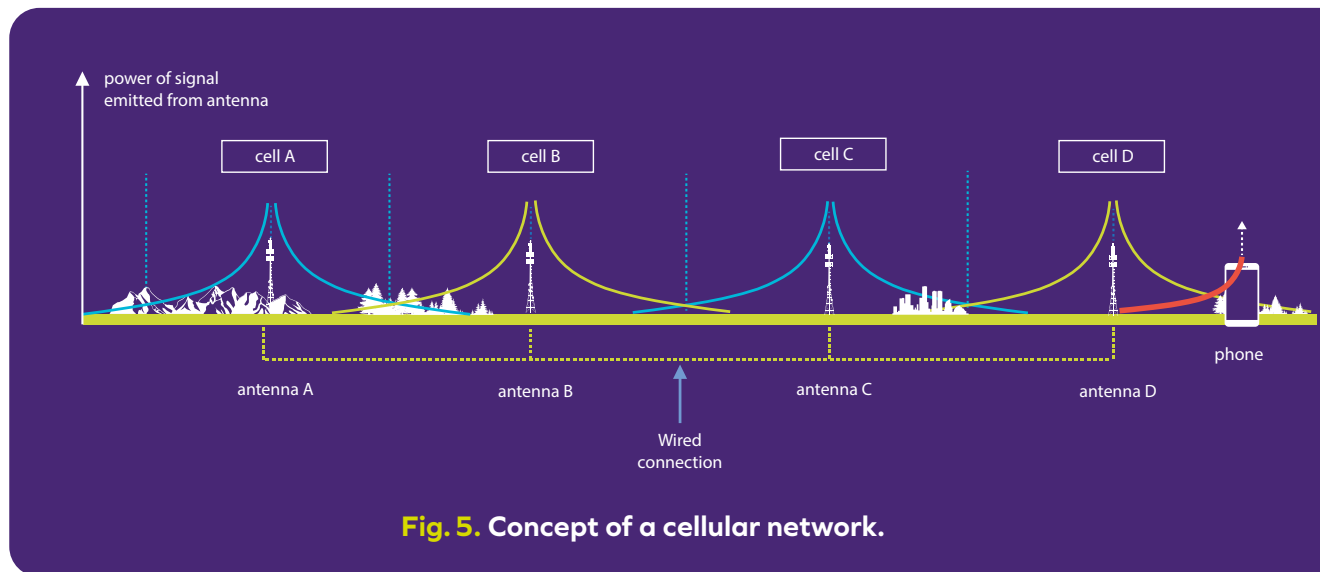 power of signal
emitted from antenna
cell A
cell B
cell C
cell D
phone
antenna A
antenna B
antenna C
antenna D
Wired
connection
Fig. 5. Concept of a cellular network.